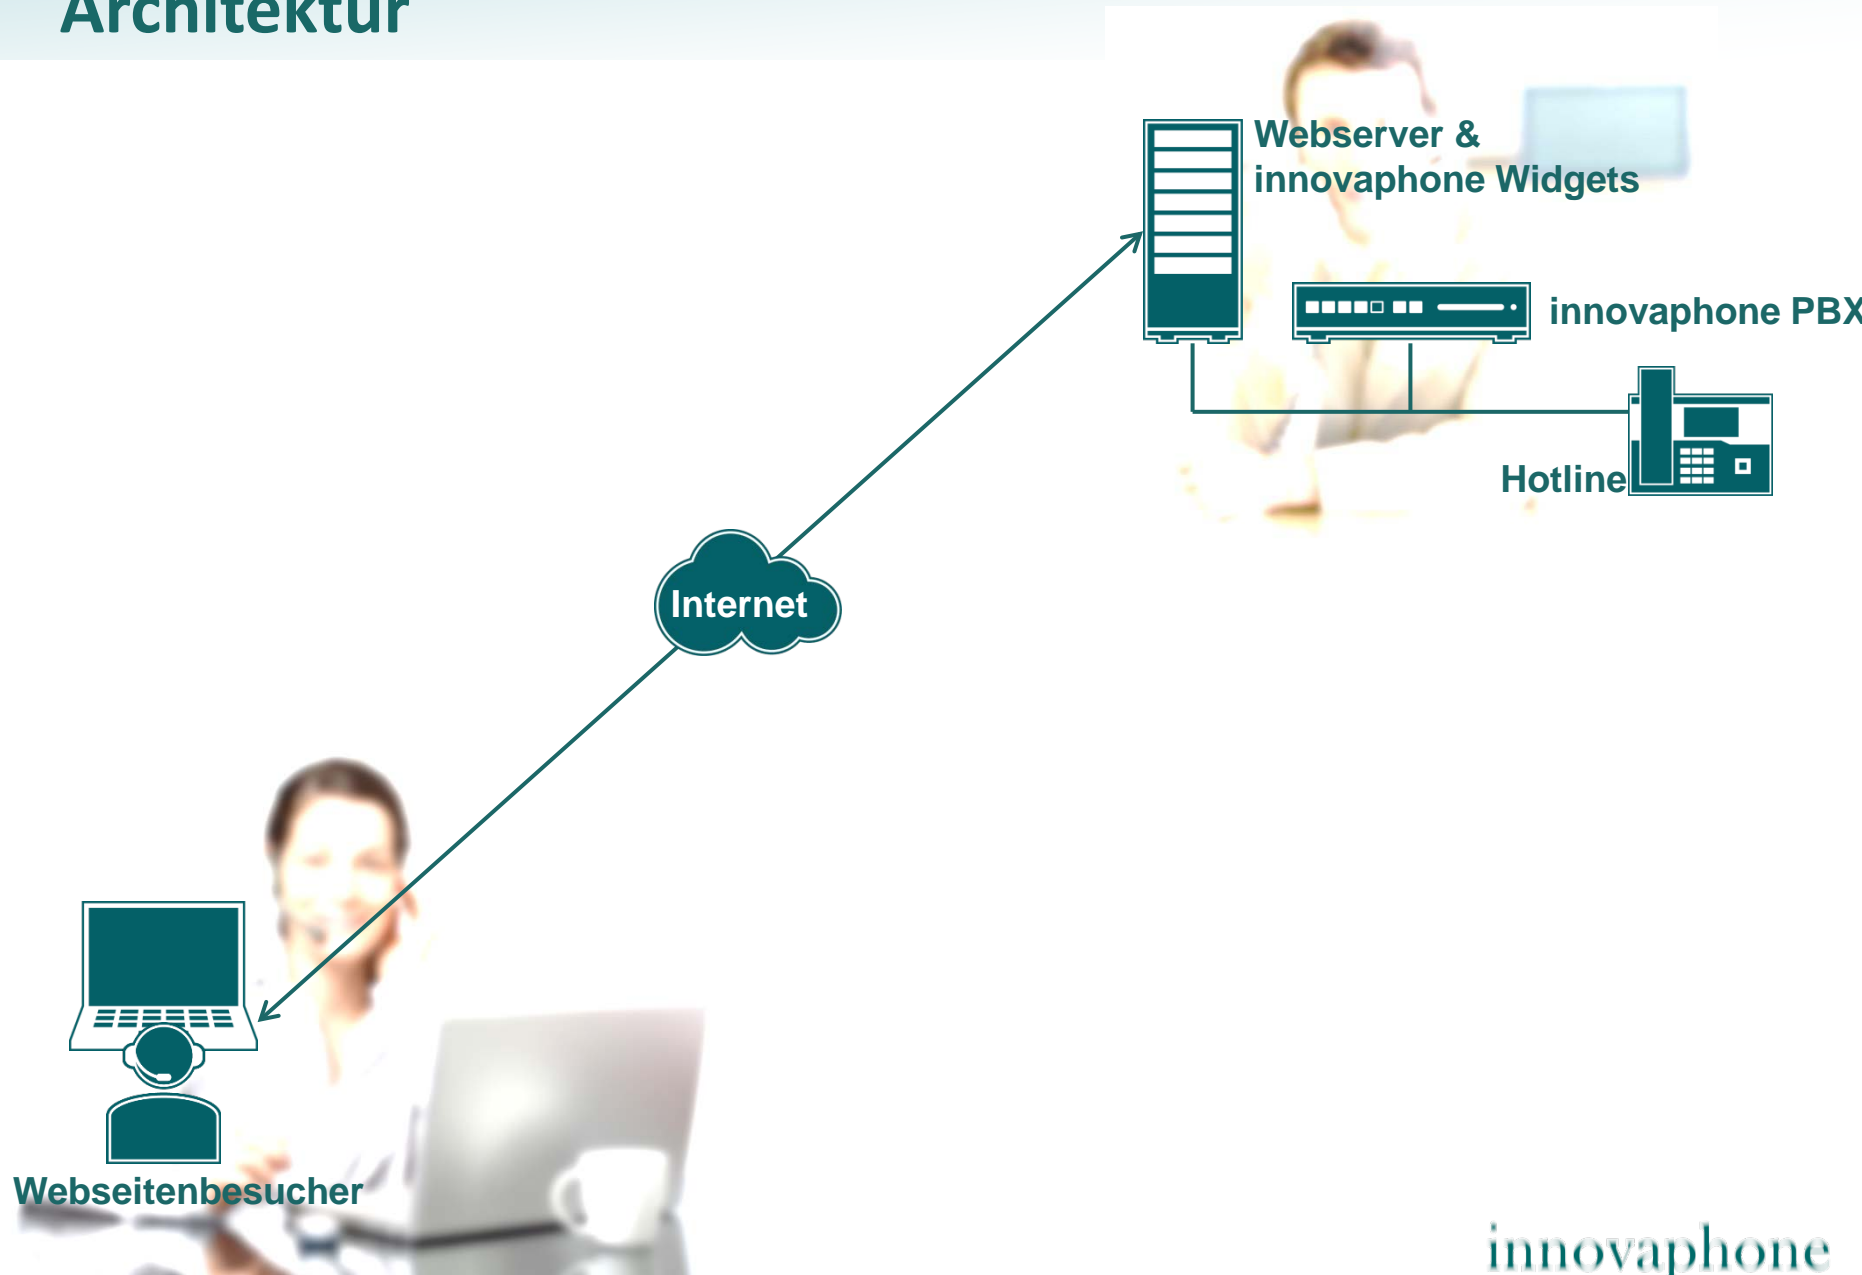 Architektur
Webserver &
innovaphone Widgets
innovaphone PBX
Hotline
Internet
Webseitenbesucher
innovaphone